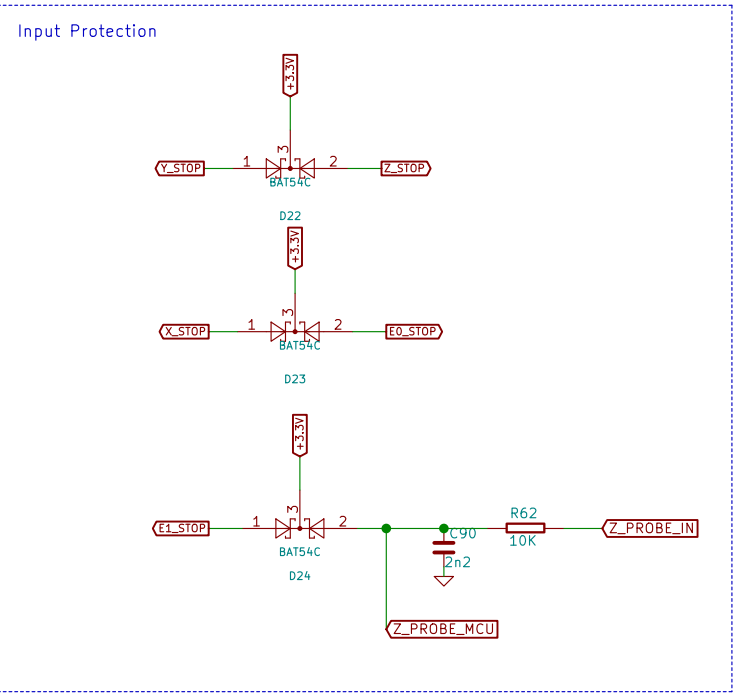 Input Protection
+3.3V
3
Y_STOP
1
2
Z_STOP
BAT54C
D22
+3.3V
3
X_STOP
1
2
E0_STOP
BAT54C
D23
+3.3V
3
E1_STOP
1
2
R62
Z_PROBE_IN
C90
10K
BAT54C
2n2
D24
Z_PROBE_MCU